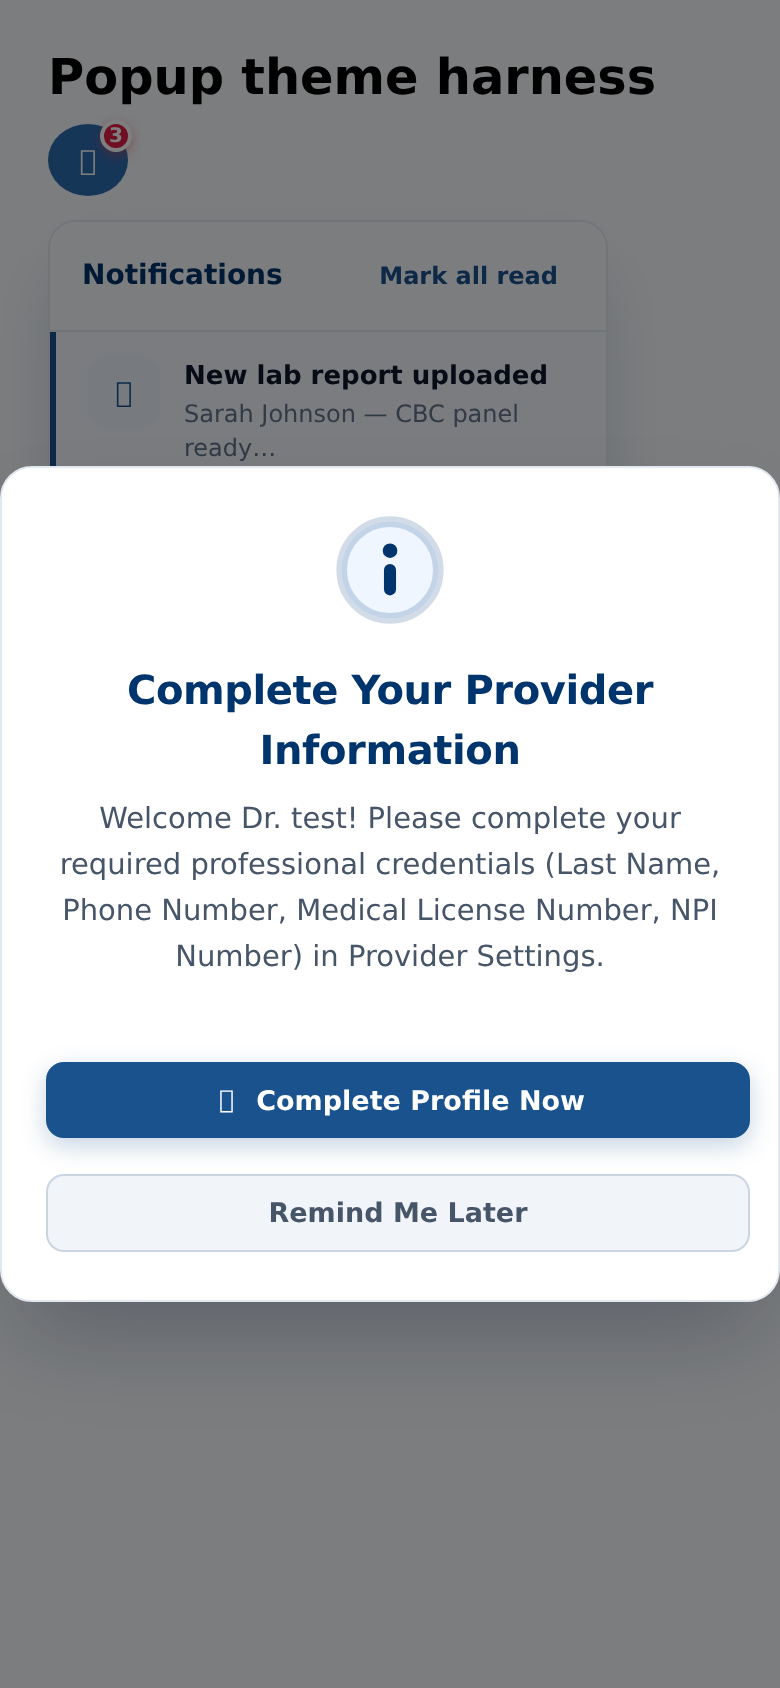 Popup theme harness
3
Notifications
Mark all read
New lab report uploaded
Sarah Johnson — CBC panel
ready...
Complete Your Provider
Information
Welcome Dr. test! Please complete your
required professional credentials (Last Name,
Phone Number, Medical License Number, NPI
Number) in Provider Settings.
Complete Profile Now
Remind Me Later